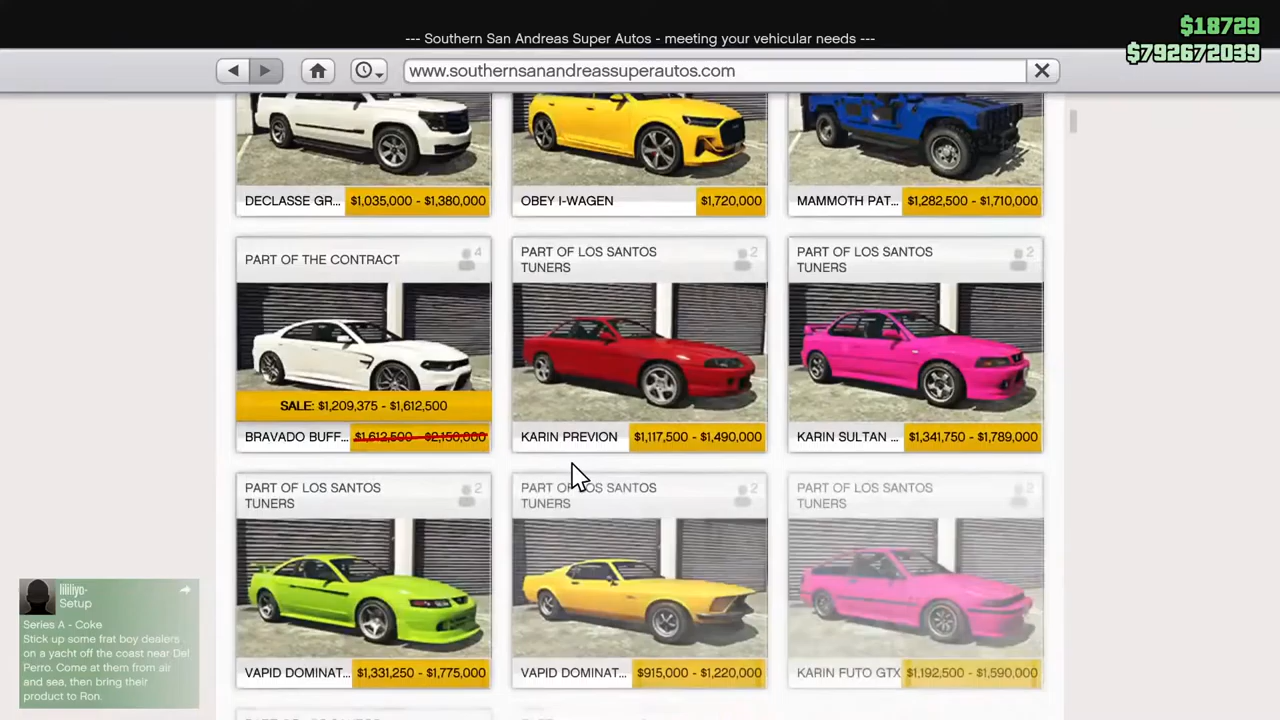 $18729
--- Southern San Andreas Super Autos - meeting your vehicular needs ---
$792672039
www.southernsanandreassuperautos.com
DECLASSE GR... $1,035,000 - $1,380,000
OBEY I-WAGEN $1,720,000
MAMMOTH PAT... $1,282,500 - $1,710,000
PART OF THE CONTRACT 4
PART OF LOS SANTOS 2
TUNERS
PART OF LOS SANTOS 2
TUNERS
SALE: $1,209,375 - $1,612,500
BRAVADO BUFF... $1,612,500 - $2,150,000
KARIN PREVION $1,117,500 - $1,490,000
KARIN SULTAN ... $1,341,750 - $1,789,000
PART OF LOS SANTOS 2
TUNERS
PART OF LOS SANTOS 2
TUNERS
PART OF LOS SANTOS 2
TUNERS
VAPID DOMINAT... $1,331,250 - $1,775,000
VAPID DOMINAT... $915,000 - $1,220,000
KARIN FUTO GTX $1,192,500 - $1,590,000
Setup
Series A - Coke
Stick up some frat boy dealers
on a yacht off the coast near Del
Perro. Come at them from air
and sea, then bring their
product to Ron.